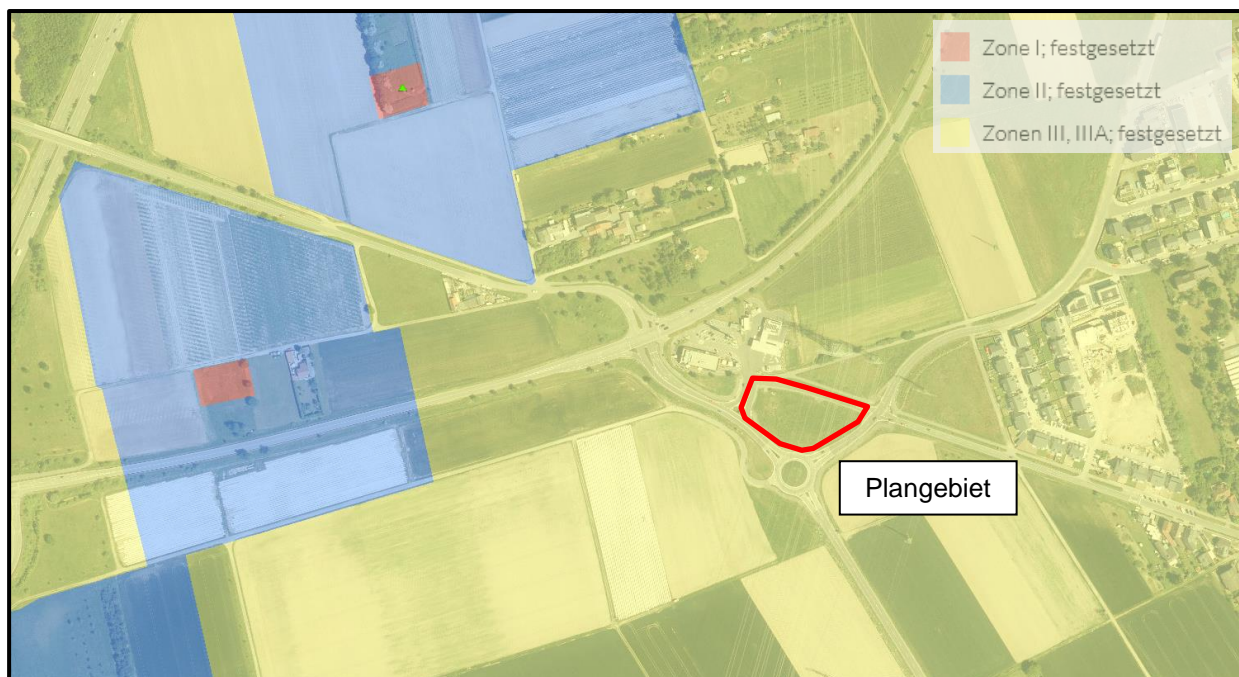 Zone I; festgesetzt
Zone II; festgesetzt
Zonen III, IIIA; festgesetzt
Plangebiet